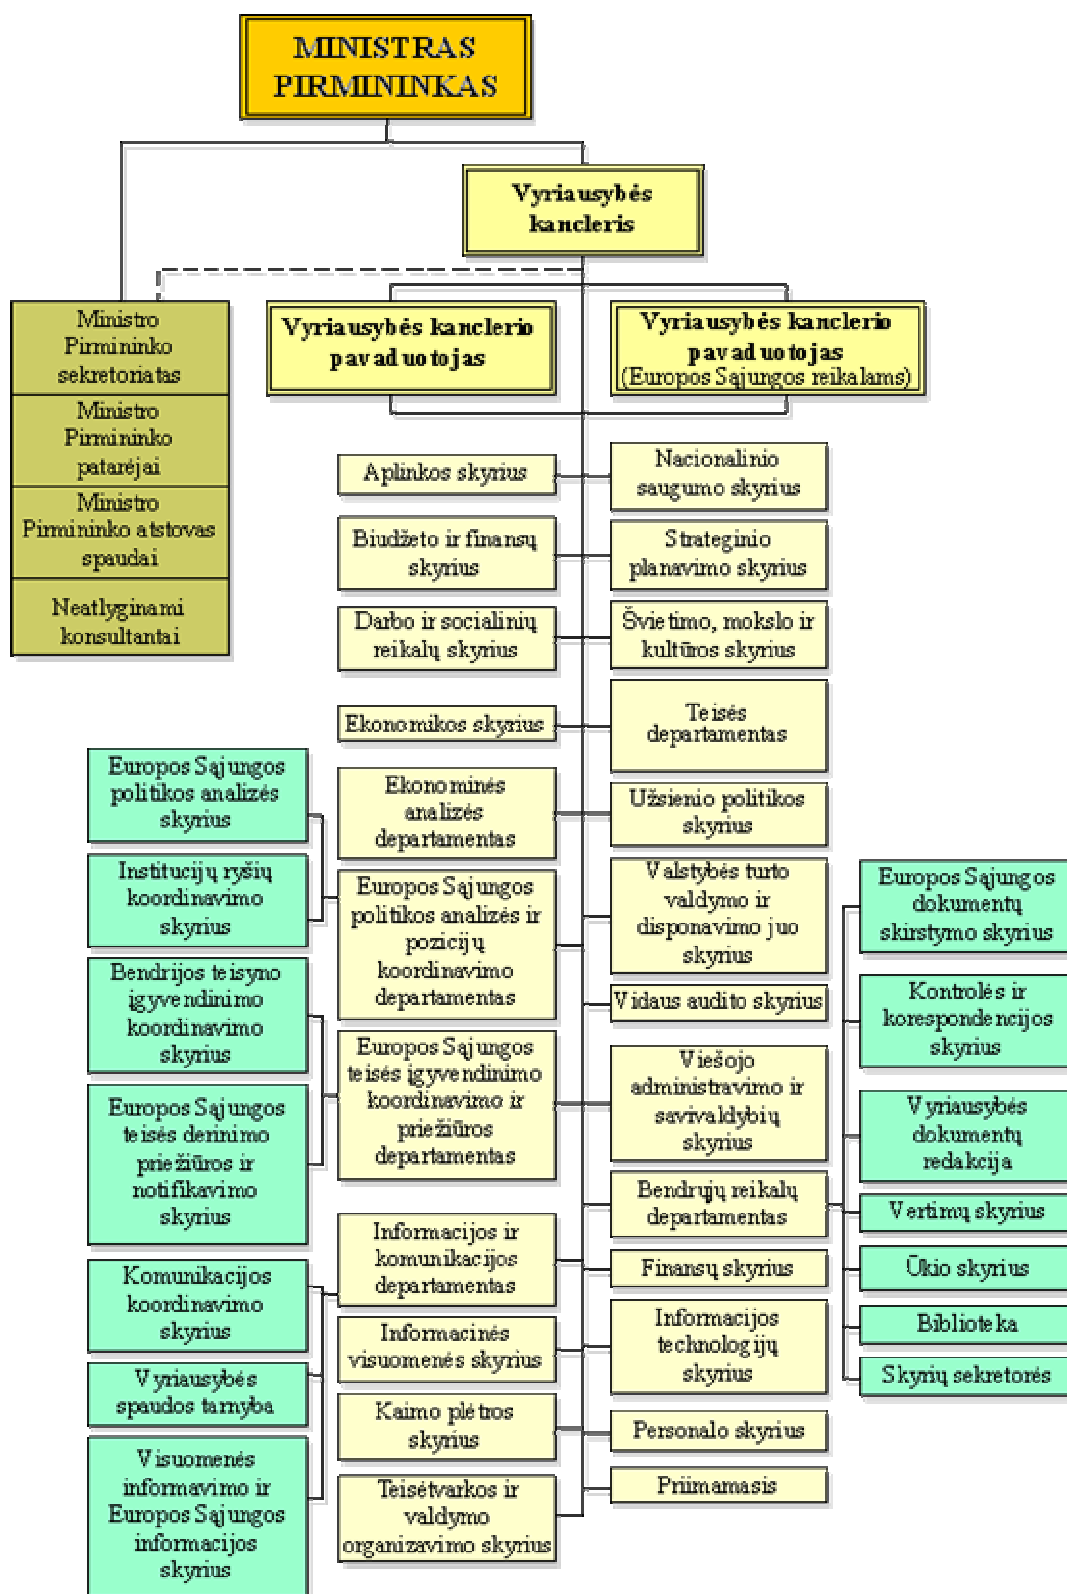 MINISTRAS
PIRMININKAS
Vyriausybės
kancleris
Ministro
Pirmininko
sekretoriatas
Ministro
Pirmininko
patarėjai
Ministro
Pirmininko atstovas
spaudai
Neatlyginami
konsultantai
Vyriausybės kanclerio
pavaduotojas
Vyriausybės kanclerio
pavaduotojas
(Europos Sąjungos reikalams)
Aplinkos skyrius
Nacionalinio
saugumo skyrius
Biudžeto ir finansų
skyrius
Strateginio
planavimo skyrius
Darbo ir socialinių
reikalų skyrius
Švietimo, mokslo ir
kultūros skyrius
Ekonomikos skyrius
Teisės
departamentas
Ekonominės
analizės
departamentas
Užsienio politikos
skyrius
Europos Sąjungos
politikos analizės ir
pozicijų
koordinavimo
departamentas
Valstybės turto
valdymo ir
disponavimo juo
skyrius
Vidaus audito skyrius
Europos Sąjungos
teisės įgyvendinimo
koordinavimo ir
priežiūros
departamentas
Viešojo
administravimo ir
savivaldybių
skyrius
Bendrųjų reikalų
departamentas
Informacijos ir
komunikacijos
departamentas
Finansų skyrius
Informacinės
visuomenės skyrius
Informacijos
technologijų
skyrius
Kaimo plėtros
skyrius
Personalo skyrius
Teisėtvarkos ir
valdymo
organizavimo skyrius
Priimamasis
Europos Sąjungos
politikos analizės
skyrius
Institucijų ryšių
koordinavimo
skyrius
Bendrijos teisyno
įgyvendinimo
koordinavimo
skyrius
Europos Sąjungos
teisės derinimo
priežiūros ir
notifikavimo
skyrius
Komunikacijos
koordinavimo
skyrius
Vyriausybės
spaudos tarnyba
Visuomenės
informavimo ir
Europos Sąjungos
informacijos
skyrius
Europos Sąjungos
dokumentų
skirstymo skyrius
Kontrolės ir
korespondencijos
skyrius
Vyriausybės
dokumentų
redakcija
Vertimų skyrius
Ūkio skyrius
Biblioteka
Skyrių sekretorės